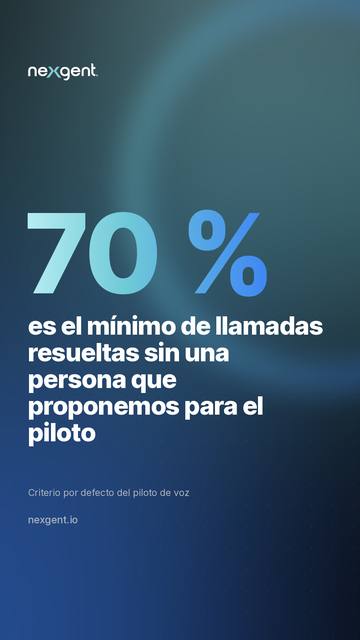 nexgent
70 %
es el mínimo de llamadas
resueltas sin una
persona que
proponemos para el
piloto
Criterio por defecto del piloto de voz
nexgent.io